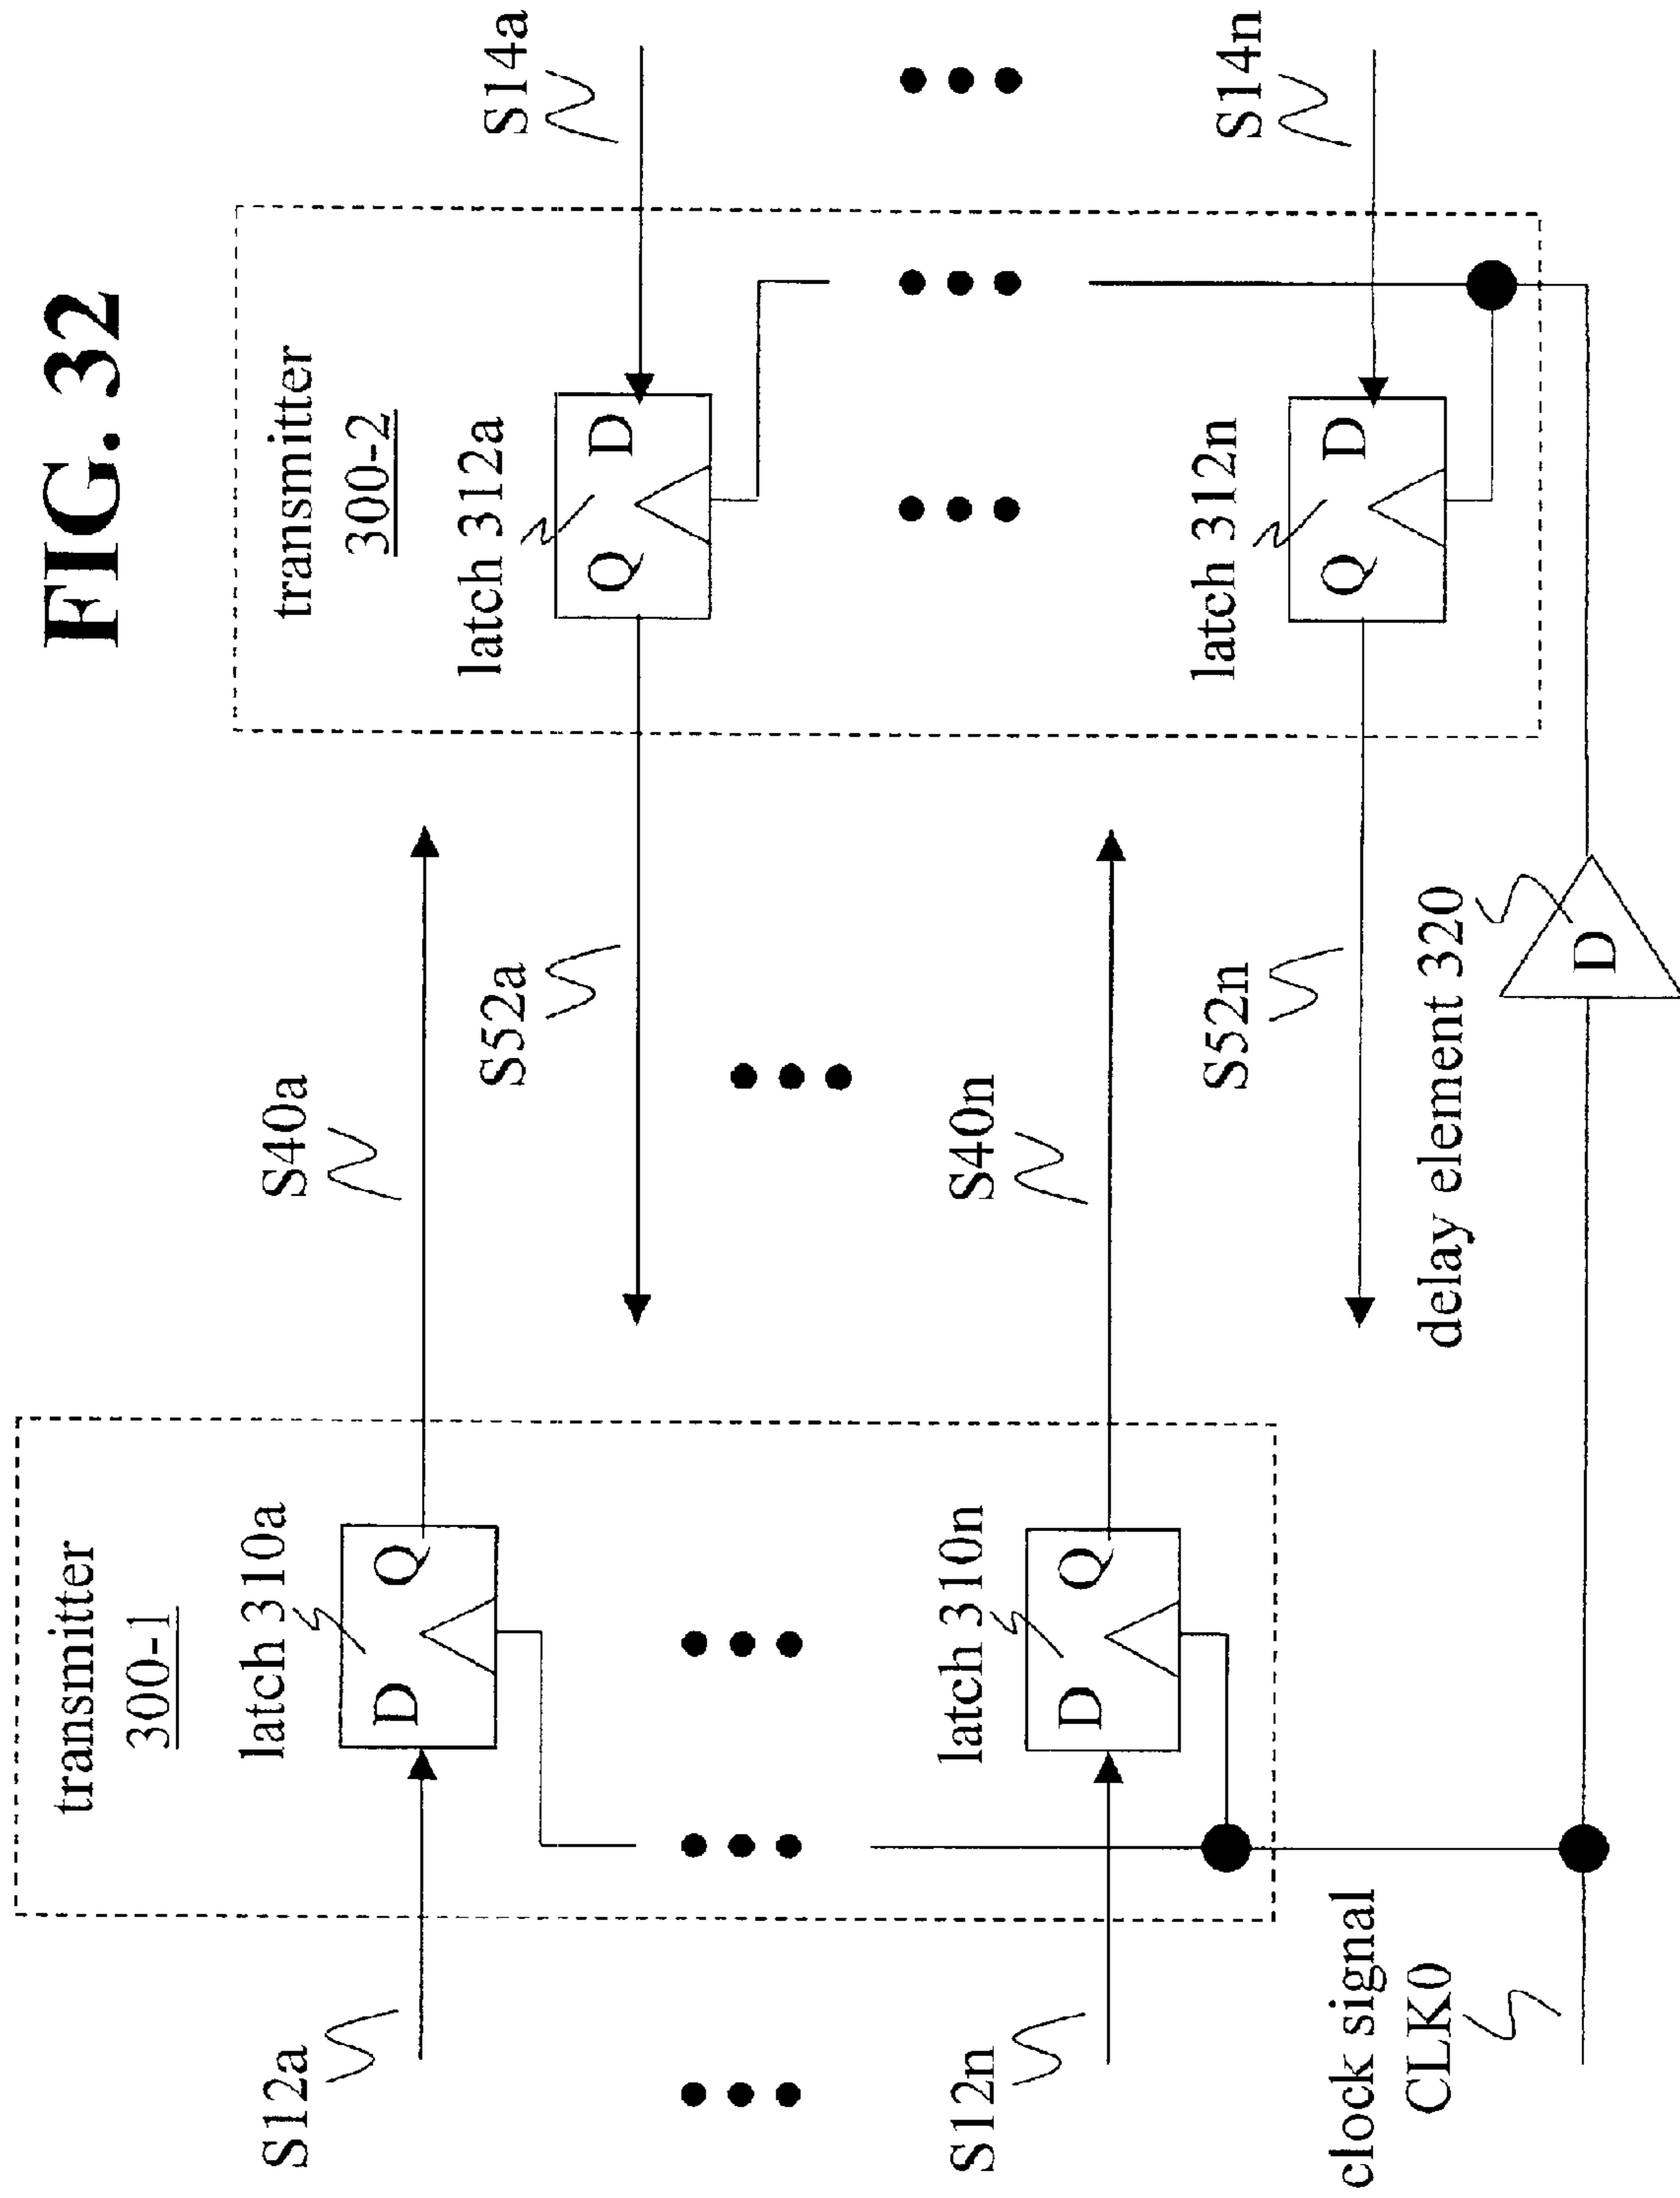 FIG. 32
transmitter
300-1
latch 310a
D
Q
S12a
S40a
transmitter
300-2
latch 312a
Q
D
S14a
S52a
latch 310n
D
Q
S12n
S40n
latch 312n
Q
D
S14n
S52n
clock signal
CLK0
delay element 320
D